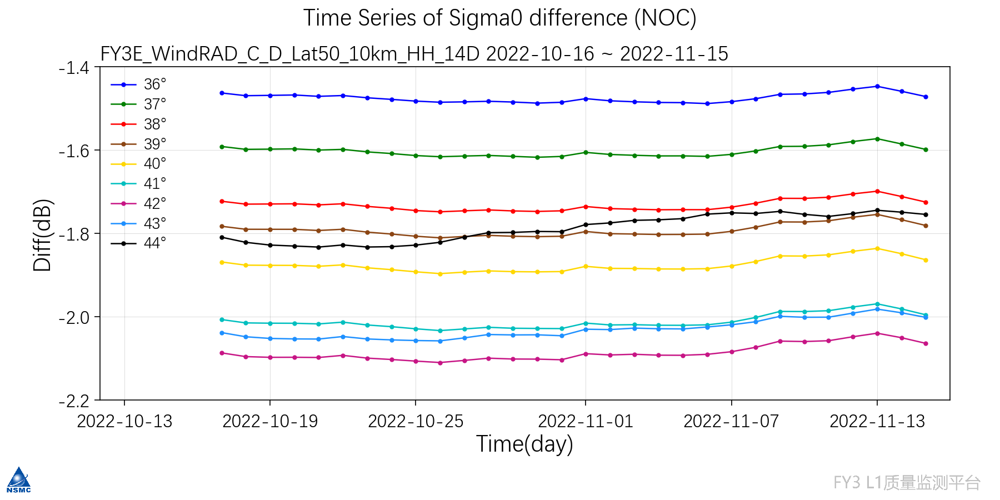 Time Series of Sigma0 difference (NOC)
FY3E_WindRAD_C_D_Lat50_10km_HH_14D 2022-10-16 ~ 2022-11-15
-1.4
36°
37°
38°
39°
-1.6
40°
41°
42°
43°
-1.8
44°
Diff(dB)
-2.0
-2.2
2022-10-13 2022-10-19 2022-10-25 2022-11-01 2022-11-07 2022-11-13
Time(day)
NSMC
FY3 L1质量监测平台